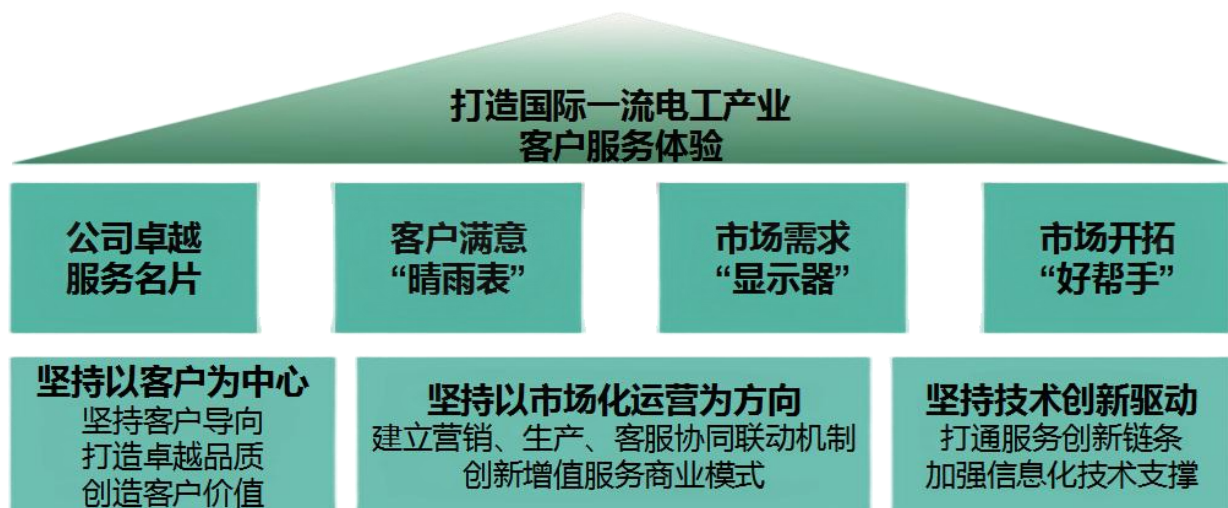 打造国际一流电工产业
客户服务体验
公司卓越
服务名片
客户满意
“晴雨表”
市场需求
“显示器”
市场开拓
“好帮手”
坚持以客户为中心
坚持客户导向
打造卓越品质
创造客户价值
坚持以市场化运营为方向
建立营销、生产、客服协同联动机制
创新增值服务商业模式
坚持技术创新驱动
打通服务创新链条
加强信息化技术支撑